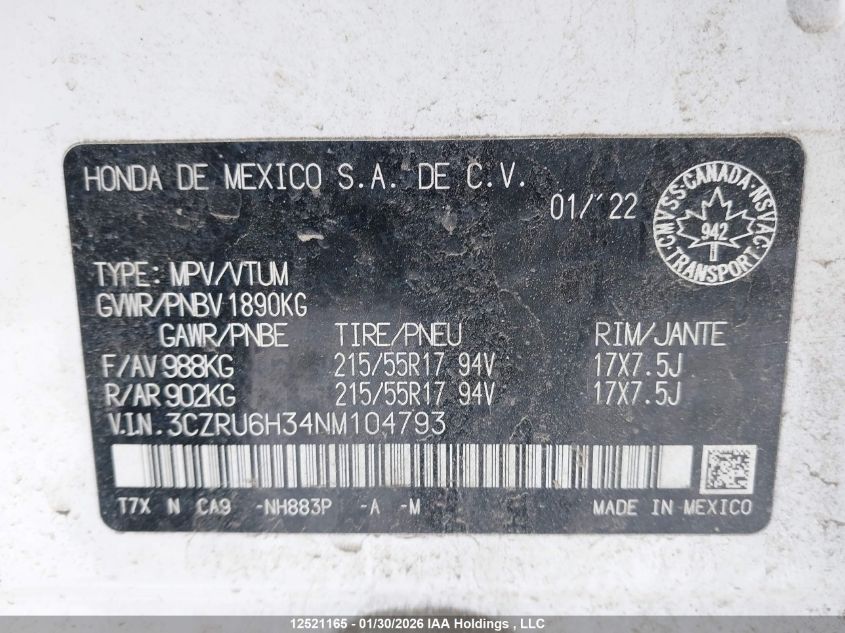 HONDA DE MEXICO S.A. DE C.V.
01/'22
CMVSS·CANADA·NSVAC
942
TRANSPORT
TYPE: MPV/VTUM
GVWR/PNBV 1890KG
GAWR/PNBE TIRE/PNEU RIM/JANTE
F/AV 988KG 215/55R17 94V 17X7.5J
R/AR 902KG 215/55R17 94V 17X7.5J
V.I.N. 3CZRU6H34NM104793
T7X N CA9 -NH883P -A -M MADE IN MEXICO
12521165 - 01/30/2026 IAA Holdings , LLC